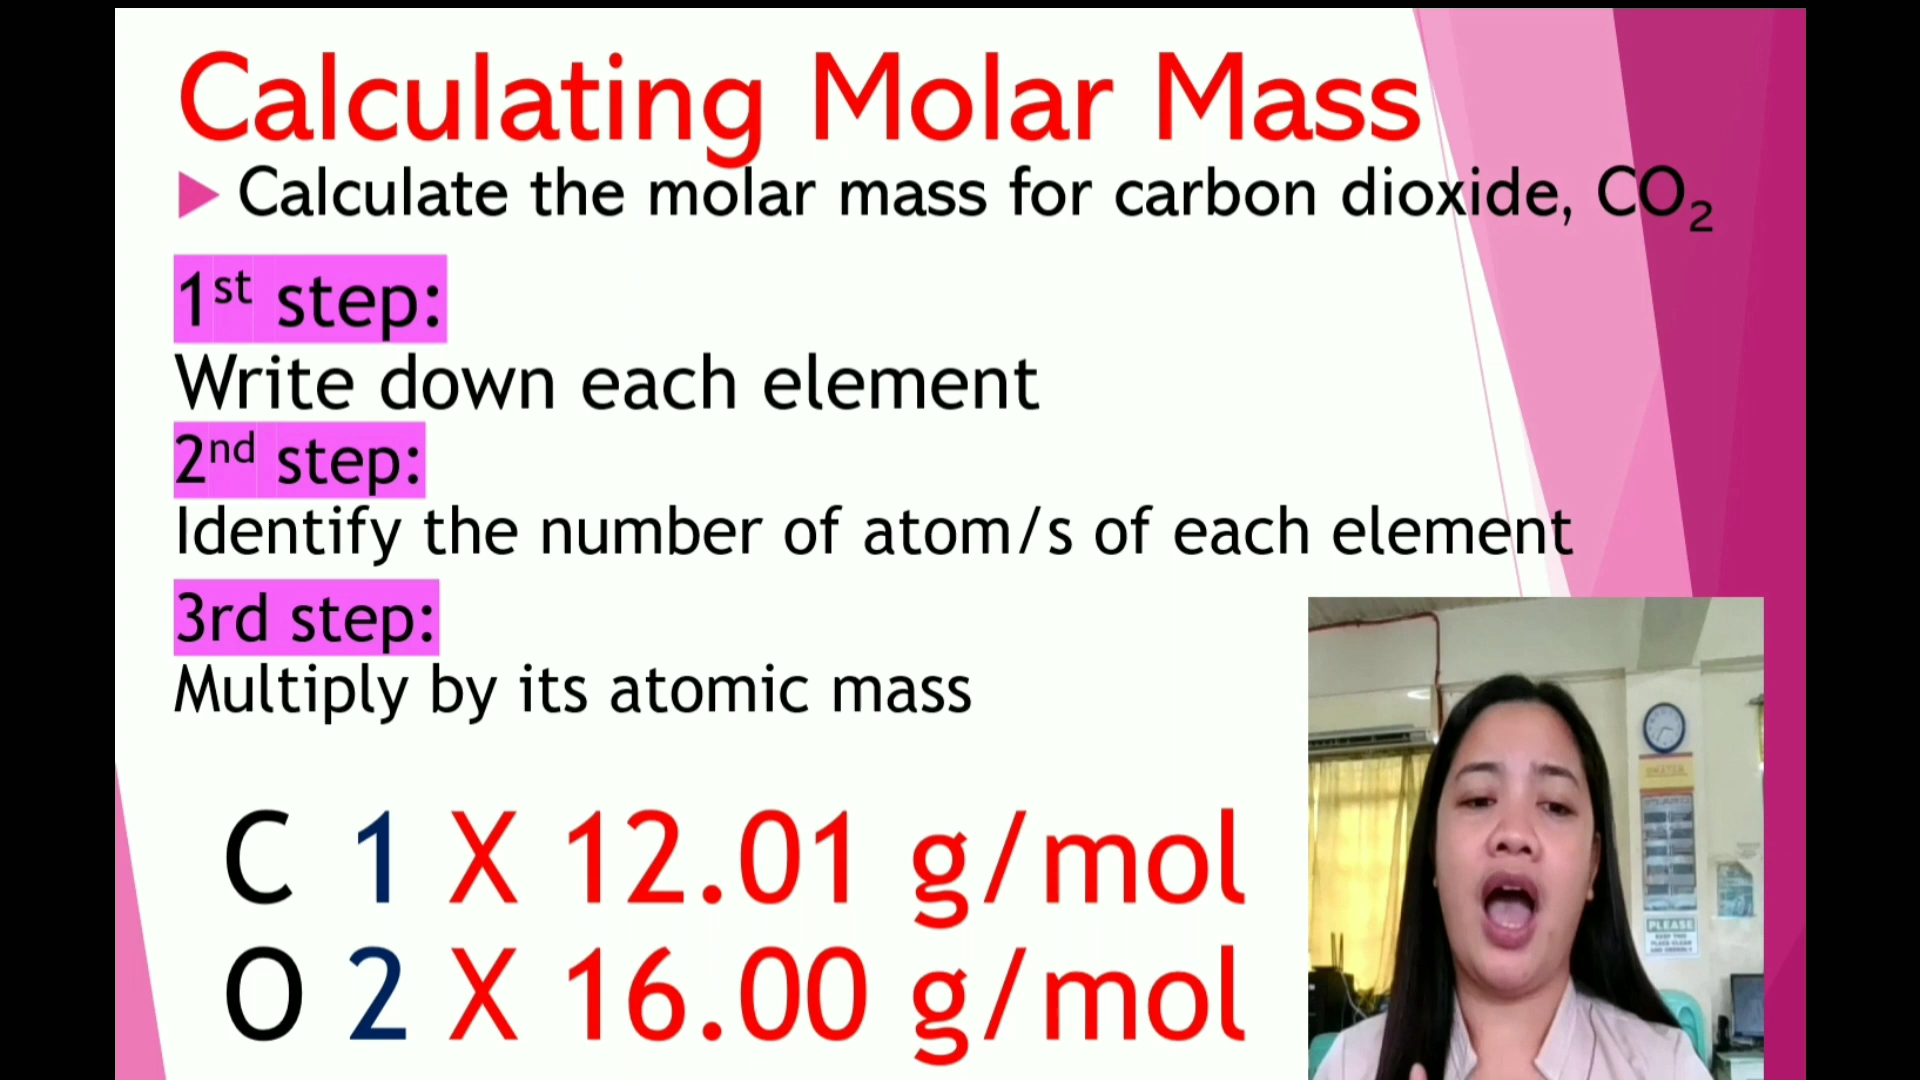 Calculating Molar Mass
Calculate the molar mass for carbon dioxide, CO₂
1st step:
Write down each element
2nd step:
Identify the number of atom/s of each element
3rd step:
Multiply by its atomic mass
C 1 X 12.01 g/mol
O 2 X 16.00 g/mol
PLEASE